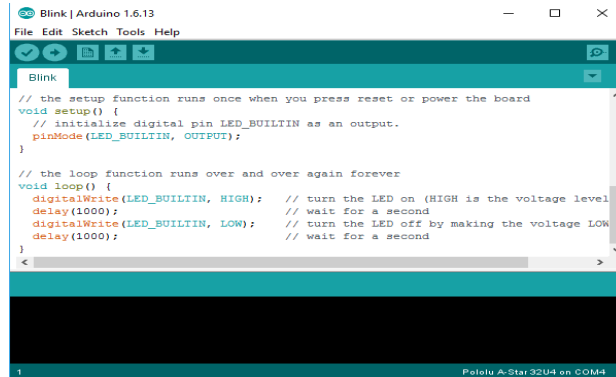 Blink | Arduino 1.6.13
File Edit Sketch Tools Help
Blink
// the setup function runs once when you press reset or power the board
void setup() {
  // initialize digital pin LED_BUILTIN as an output.
  pinMode(LED_BUILTIN, OUTPUT);
}
// the loop function runs over and over again forever
void loop() {
  digitalWrite(LED_BUILTIN, HIGH);   // turn the LED on (HIGH is the voltage level
  delay(1000);                       // wait for a second
  digitalWrite(LED_BUILTIN, LOW);    // turn the LED off by making the voltage LOW
  delay(1000);                       // wait for a second
}
1 Pololu A-Star 32U4 on COM4